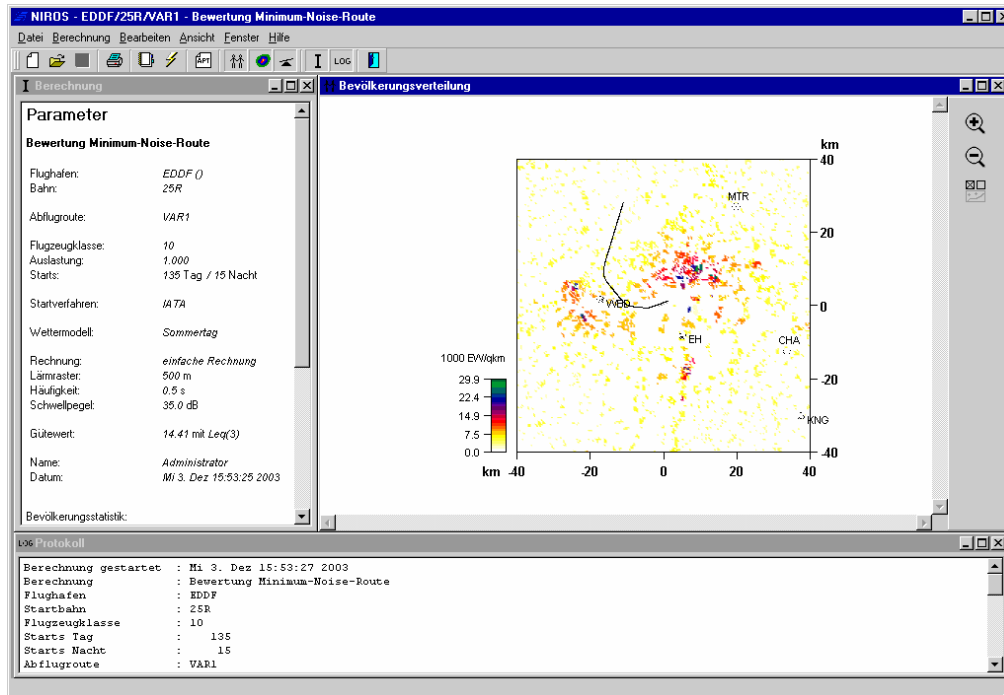 NIROS - EDDF/25R/VAR1 - Bewertung Minimum-Noise-Route
Datei Berechnung Bearbeiten Ansicht Fenster Hilfe
APT I LOG
I Berechnung
Parameter
Bewertung Minimum-Noise-Route
Flughafen: EDDF ()
Bahn: 25R
Abflugroute: VAR1
Flugzeugklasse: 10
Auslastung: 1.000
Starts: 135 Tag / 15 Nacht
Startverfahren: IATA
Wettermodell: Sommertag
Rechnung: einfache Rechnung
Lärmraster: 500 m
Häufigkeit: 0.5 s
Schwellpegel: 35.0 dB
Gütewert: 14.41 mit Leq(3)
Name: Administrator
Datum: Mi 3. Dez 15:53:25 2003
Bevölkerungsstatistik:
Bevölkerungsverteilung
km
40
MTR
20
WBD
0
EH
CHA
1000 EW/qkm
29.9
-20
22.4
14.9
KNG
7.5
0.0
-40
km -40 -20 0 20 40
LOG Protokoll
Berechnung gestartet : Mi 3. Dez 15:53:27 2003
Berechnung : Bewertung Minimum-Noise-Route
Flughafen : EDDF
Startbahn : 25R
Flugzeugklasse : 10
Starts Tag : 135
Starts Nacht : 15
Abflugroute : VAR1